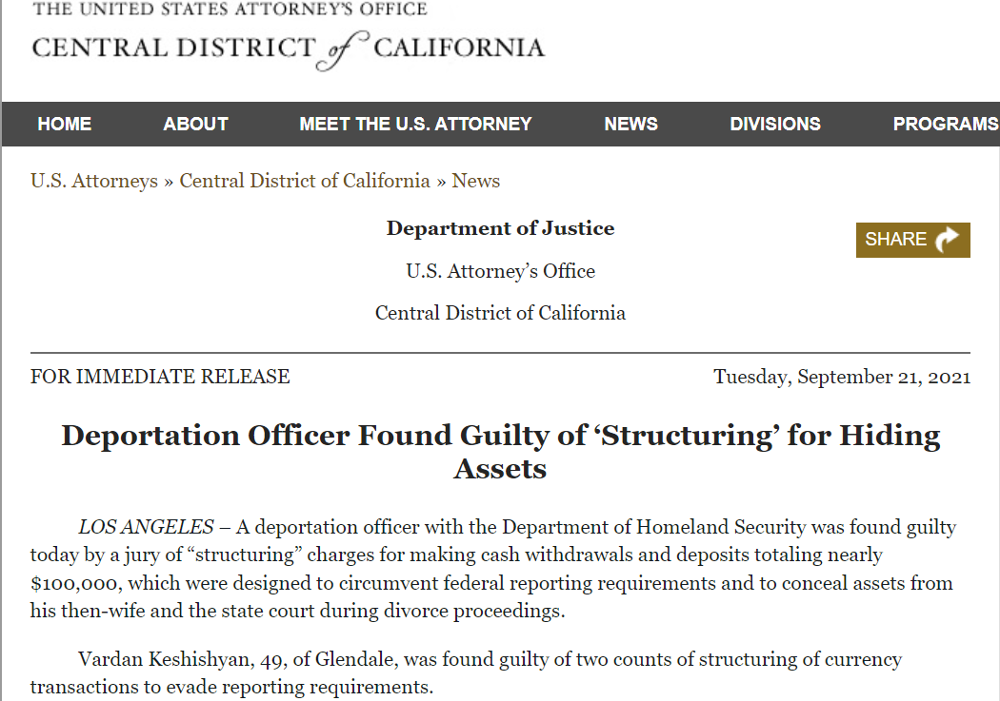 THE UNITED STATES ATTORNEY'S OFFICE
CENTRAL DISTRICT of CALIFORNIA
HOME ABOUT MEET THE U.S. ATTORNEY NEWS DIVISIONS PROGRAMS
U.S. Attorneys » Central District of California » News
Department of Justice
SHARE
U.S. Attorney’s Office
Central District of California
FOR IMMEDIATE RELEASE Tuesday, September 21, 2021
Deportation Officer Found Guilty of ‘Structuring’ for Hiding
Assets
LOS ANGELES – A deportation officer with the Department of Homeland Security was found guilty
today by a jury of “structuring” charges for making cash withdrawals and deposits totaling nearly
$100,000, which were designed to circumvent federal reporting requirements and to conceal assets from
his then-wife and the state court during divorce proceedings.
Vardan Keshishyan, 49, of Glendale, was found guilty of two counts of structuring of currency
transactions to evade reporting requirements.